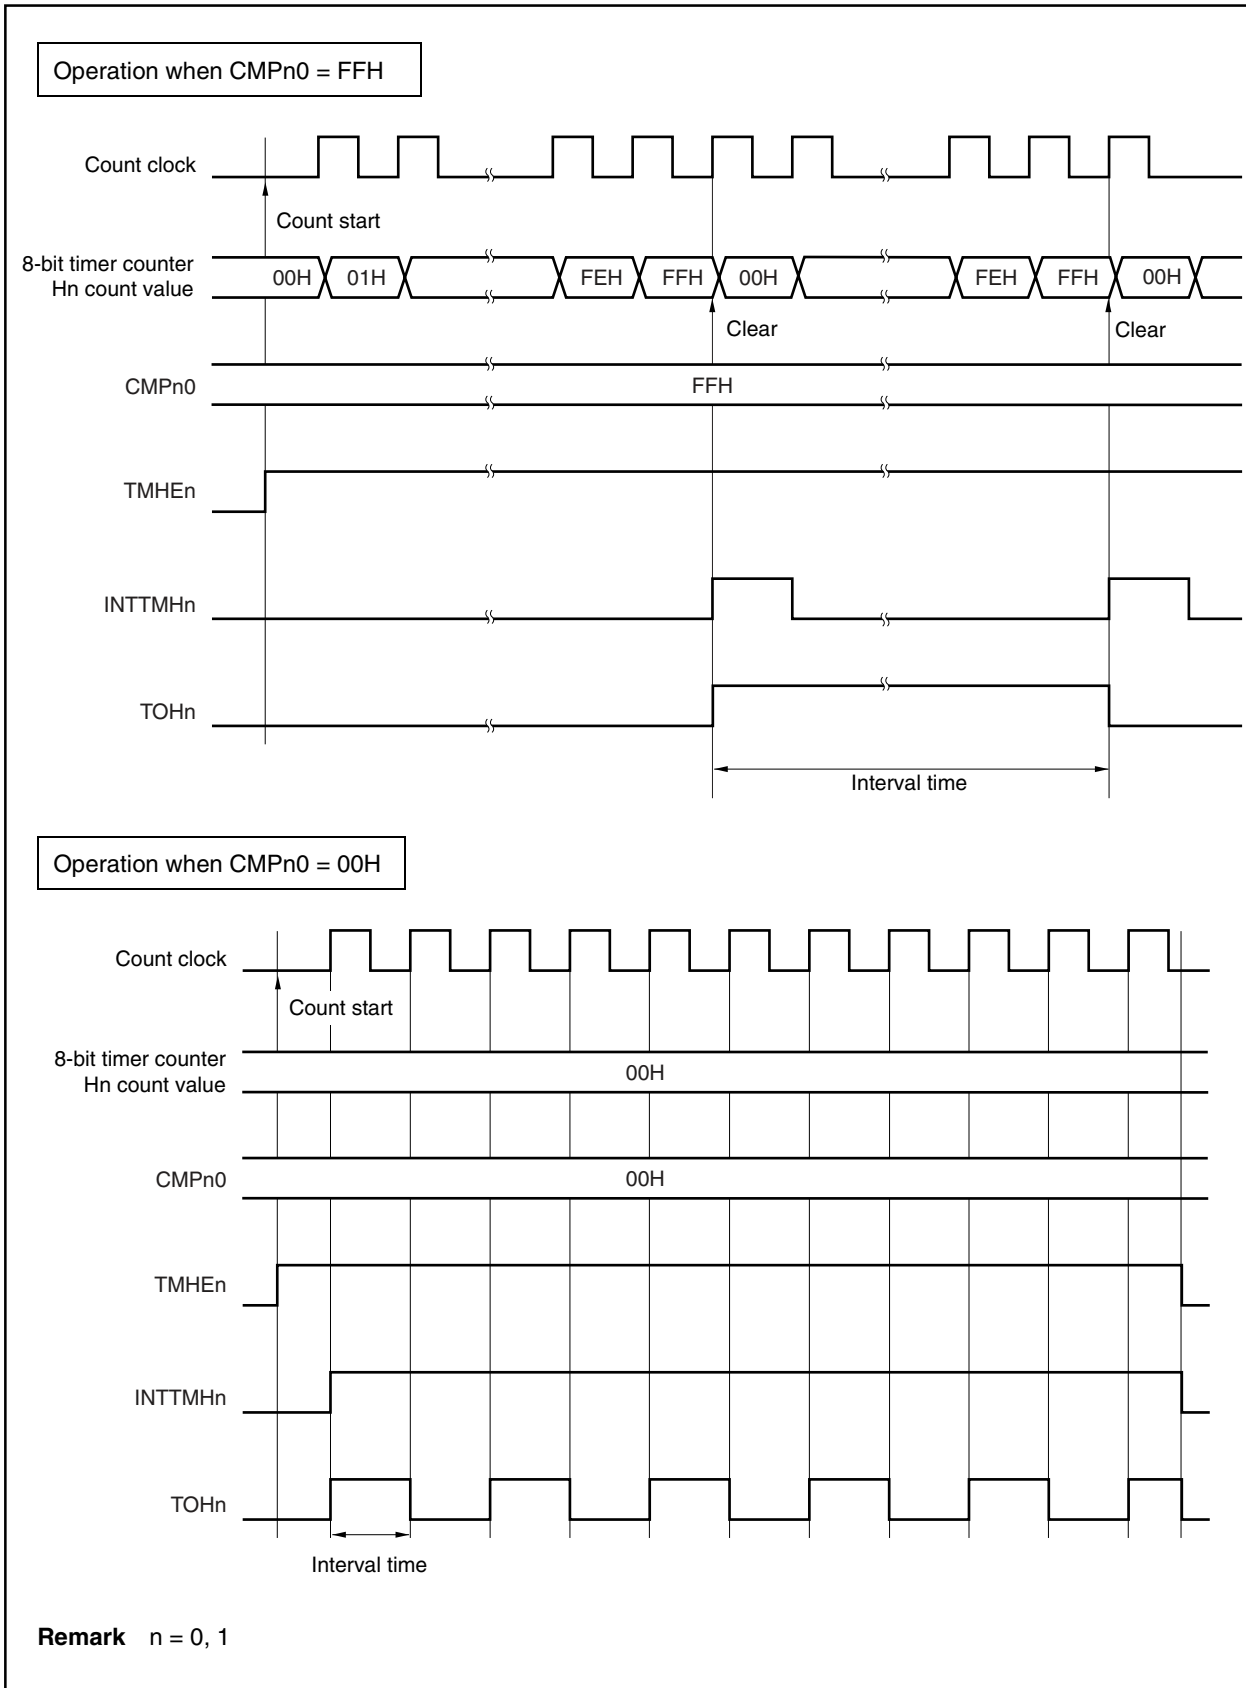 Operation when CMPn0 = FFH
Count clock
Count start
8-bit timer counter
Hn count value
00H 01H FEH FFH 00H FEH FFH 00H
Clear Clear
CMPn0 FFH
TMHEn
INTTMHn
TOHn
Interval time
Operation when CMPn0 = 00H
Count clock
Count start
8-bit timer counter
Hn count value
00H
CMPn0 00H
TMHEn
INTTMHn
TOHn
Interval time
Remark n = 0, 1